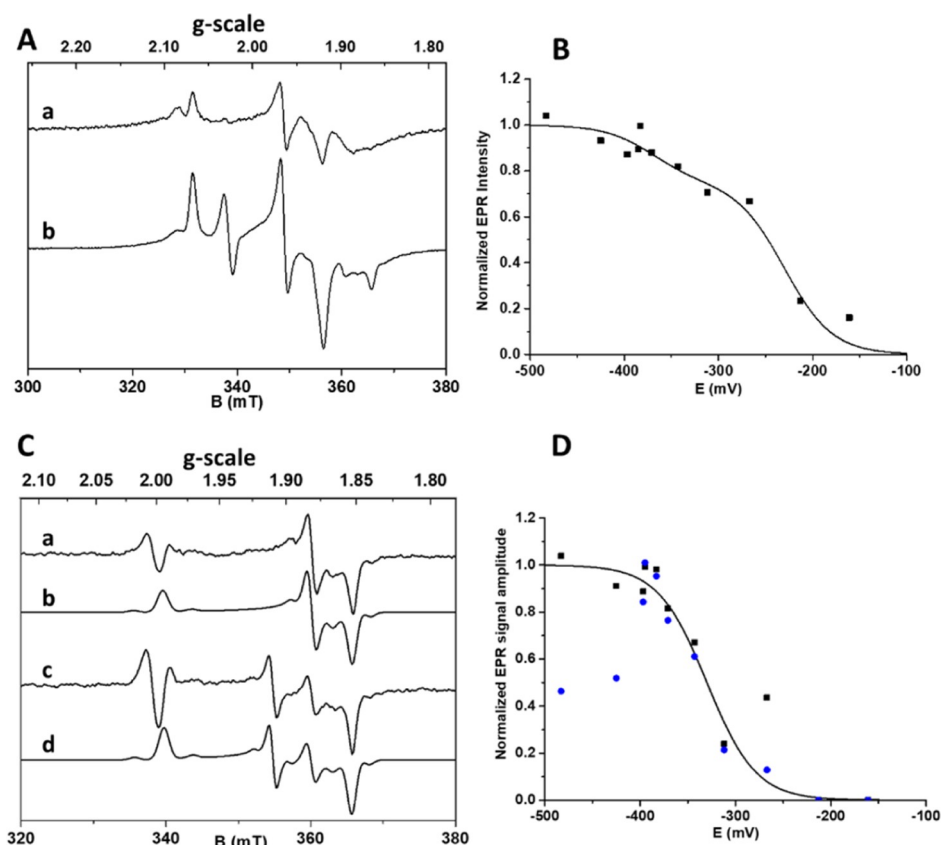 A
g-scale
2.20 2.10 2.00 1.90 1.80
a
b
300 320 340 360 380
B (mT)
B
Normalized EPR Intensity
1.2
1.0
0.8
0.6
0.4
0.2
0.0
-500 -400 -300 -200 -100
E (mV)
C
g-scale
2.10 2.05 2.00 1.95 1.90 1.85 1.80
a
b
c
d
320 340 360 380
B (mT)
D
Normalized EPR signal amplitude
1.2
1.0
0.8
0.6
0.4
0.2
0.0
-500 -400 -300 -200 -100
E (mV)